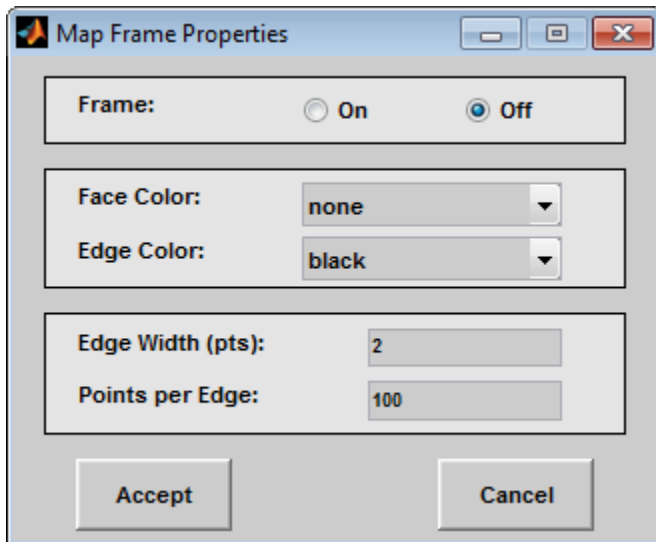 Map Frame Properties
Frame: On Off
Face Color: none
Edge Color: black
Edge Width (pts): 2
Points per Edge: 100
Accept Cancel